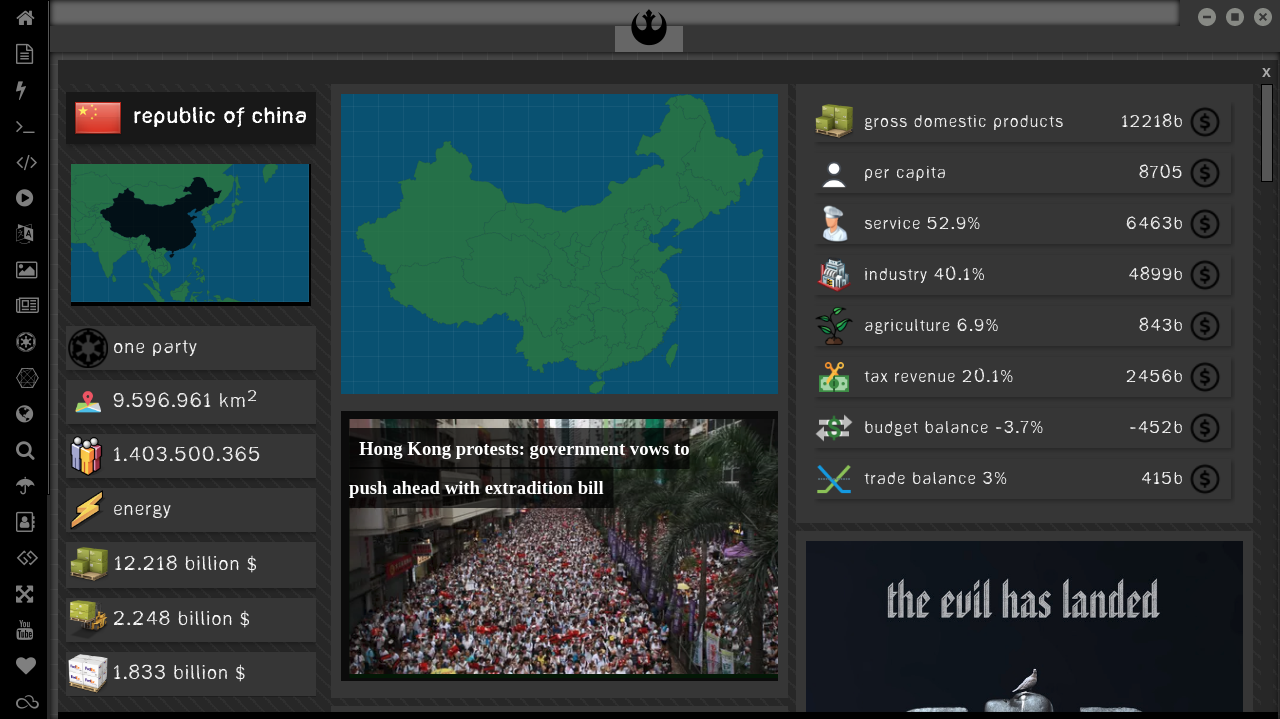 x
republic of china
one party
9.596.961 km²
1.403.500.365
energy
12.218 billion $
2.248 billion $
1.833 billion $
Hong Kong protests: government vows to
push ahead with extradition bill
gross domestic products 12218b $
per capita 8705 $
service 52.9% 6463b $
industry 40.1% 4899b $
agriculture 6.9% 843b $
tax revenue 20.1% 2456b $
budget balance -3.7% -452b $
trade balance 3% 415b $
the evil has landed
You
Tube